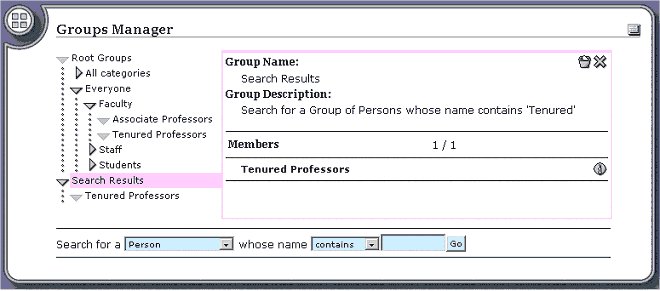 Groups Manager
Root Groups
All categories
Everyone
Faculty
Associate Professors
Tenured Professors
Staff
Students
Search Results
Tenured Professors
Group Name:
Search Results
Group Description:
Search for a Group of Persons whose name contains 'Tenured'
Members 1 / 1
Tenured Professors
Search for a Person whose name contains Go